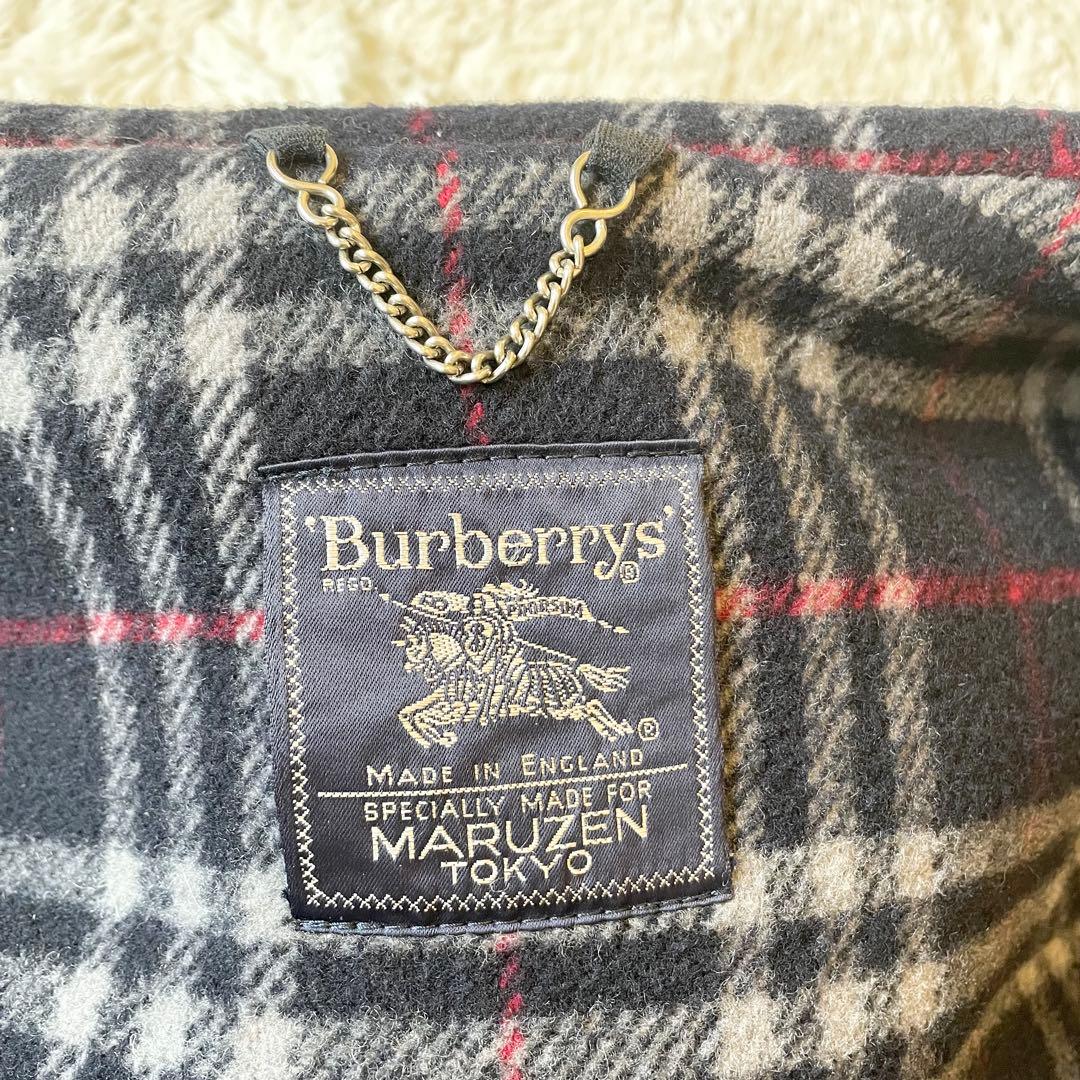 'Burberrys'®
REGD.
PRORSUM
®
MADE IN ENGLAND
SPECIALLY MADE FOR
MARUZEN
TOKYO